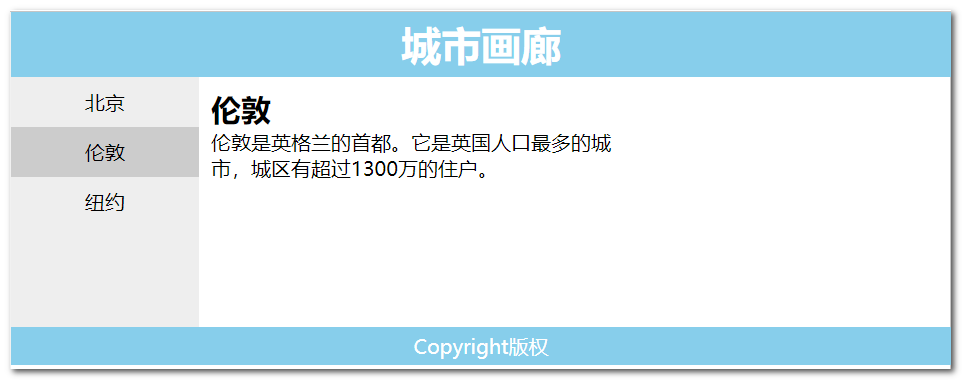 城市画廊
北京
伦敦
纽约
伦敦
伦敦是英格兰的首都。它是英国人口最多的城
市，城区有超过1300万的住户。
Copyright版权